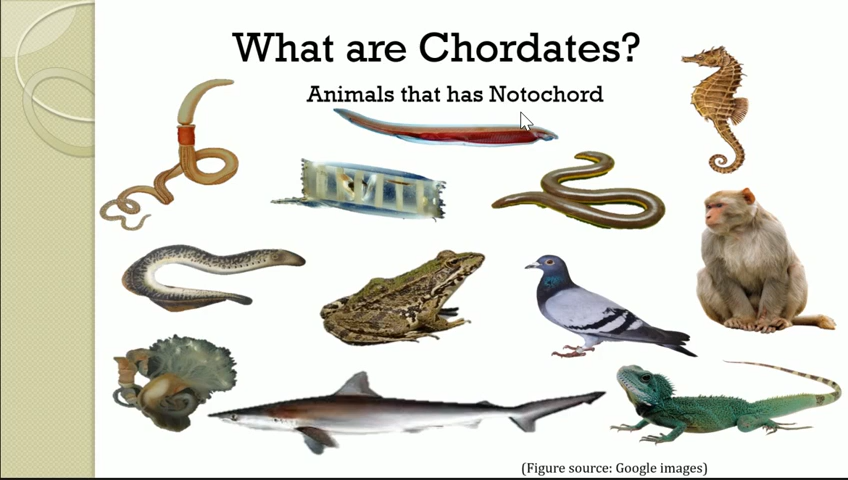 What are Chordates?
Animals that has Notochord
(Figure source: Google images)